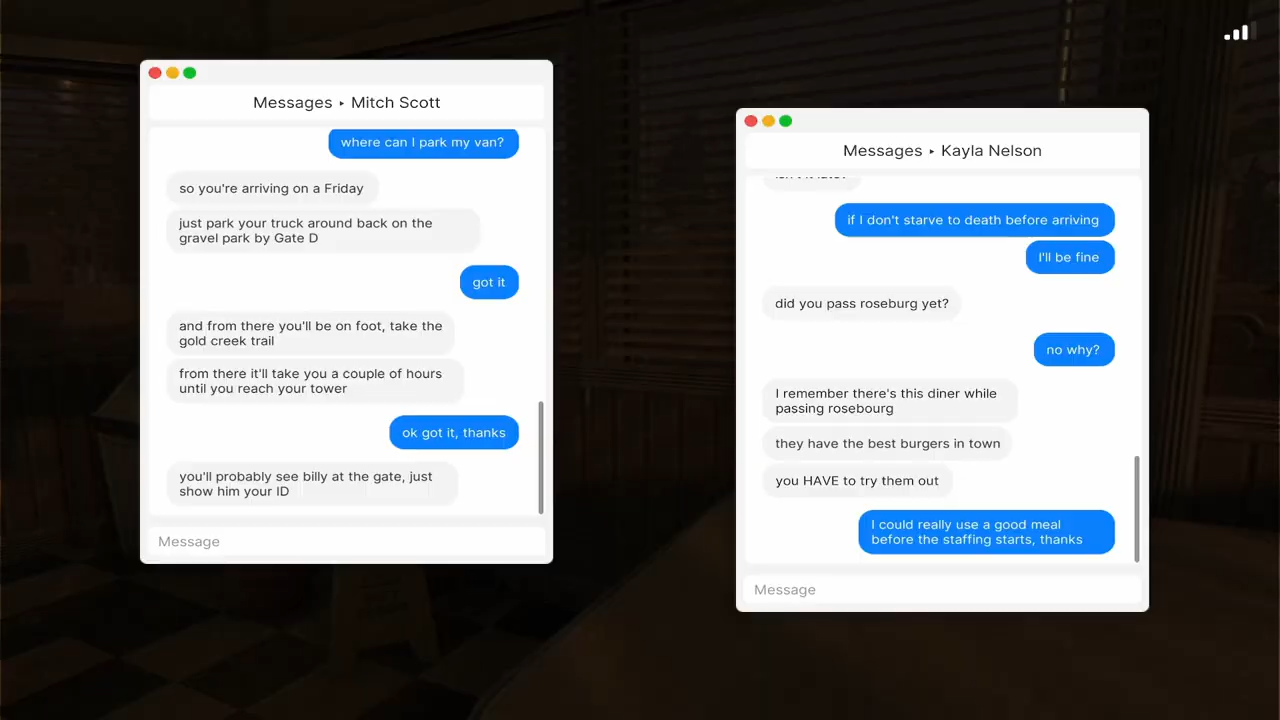 Messages ▸ Mitch Scott
where can I park my van?
so you're arriving on a Friday
just park your truck around back on the
gravel park by Gate D
got it
and from there you'll be on foot, take the
gold creek trail
from there it'll take you a couple of hours
until you reach your tower
ok got it, thanks
you'll probably see billy at the gate, just
show him your ID
Message
Messages ▸ Kayla Nelson
if I don't starve to death before arriving
I'll be fine
did you pass roseburg yet?
no why?
I remember there's this diner while
passing rosebourg
they have the best burgers in town
you HAVE to try them out
I could really use a good meal
before the staffing starts, thanks
Message